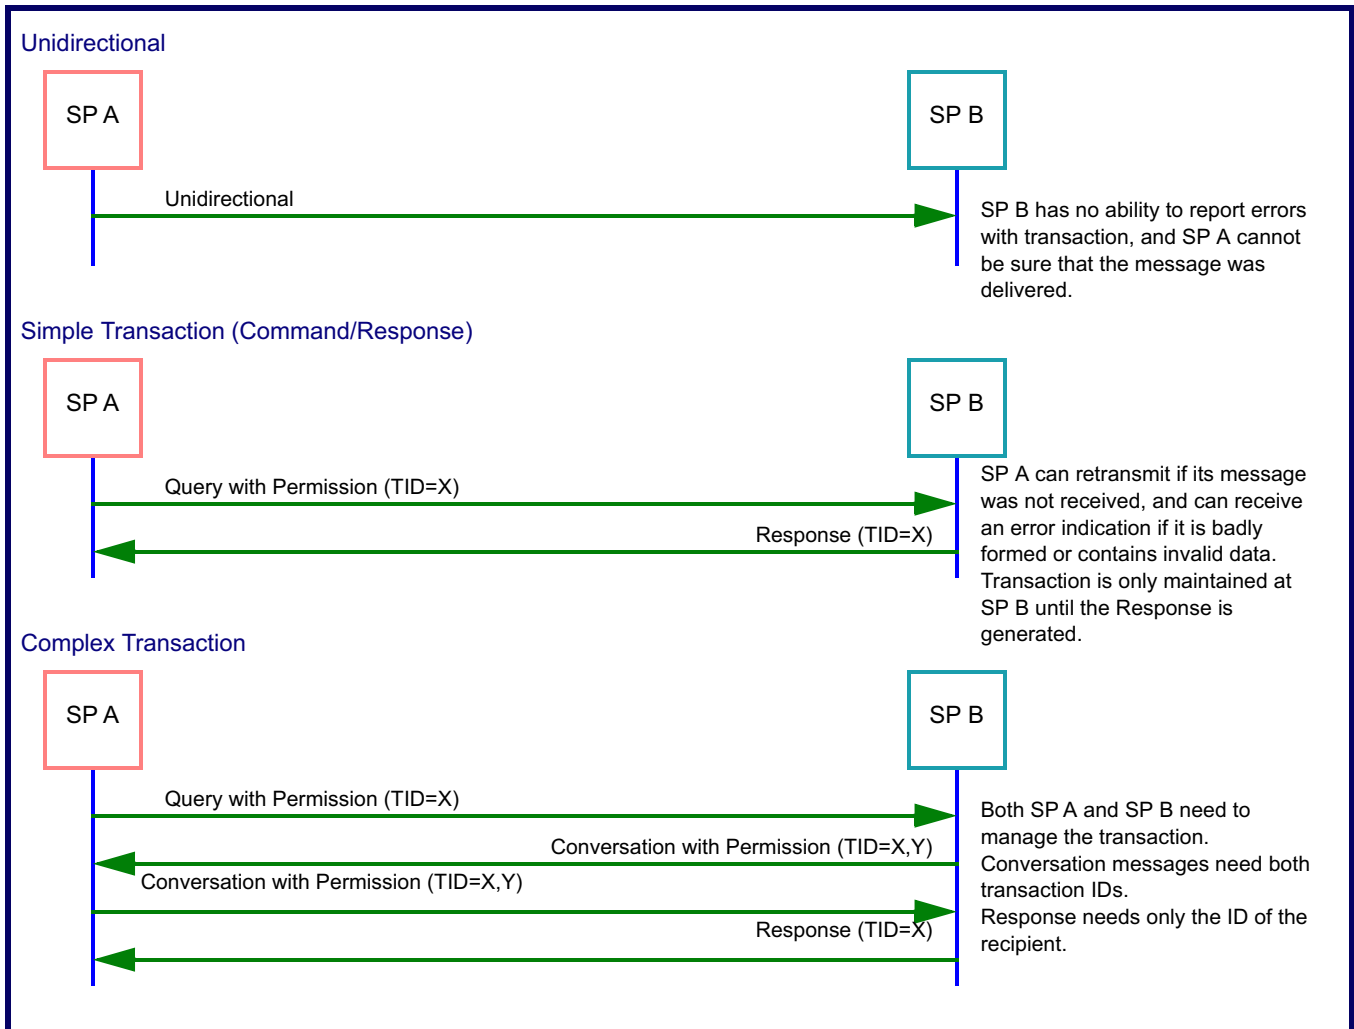 Unidirectional
SP A
SP B
Unidirectional
SP B has no ability to report errors
with transaction, and SP A cannot
be sure that the message was
delivered.
Simple Transaction (Command/Response)
SP A
SP B
Query with Permission (TID=X)
Response (TID=X)
SP A can retransmit if its message
was not received, and can receive
an error indication if it is badly
formed or contains invalid data.
Transaction is only maintained at
SP B until the Response is
generated.
Complex Transaction
SP A
SP B
Query with Permission (TID=X)
Conversation with Permission (TID=X,Y)
Conversation with Permission (TID=X,Y)
Response (TID=X)
Both SP A and SP B need to
manage the transaction.
Conversation messages need both
transaction IDs.
Response needs only the ID of the
recipient.